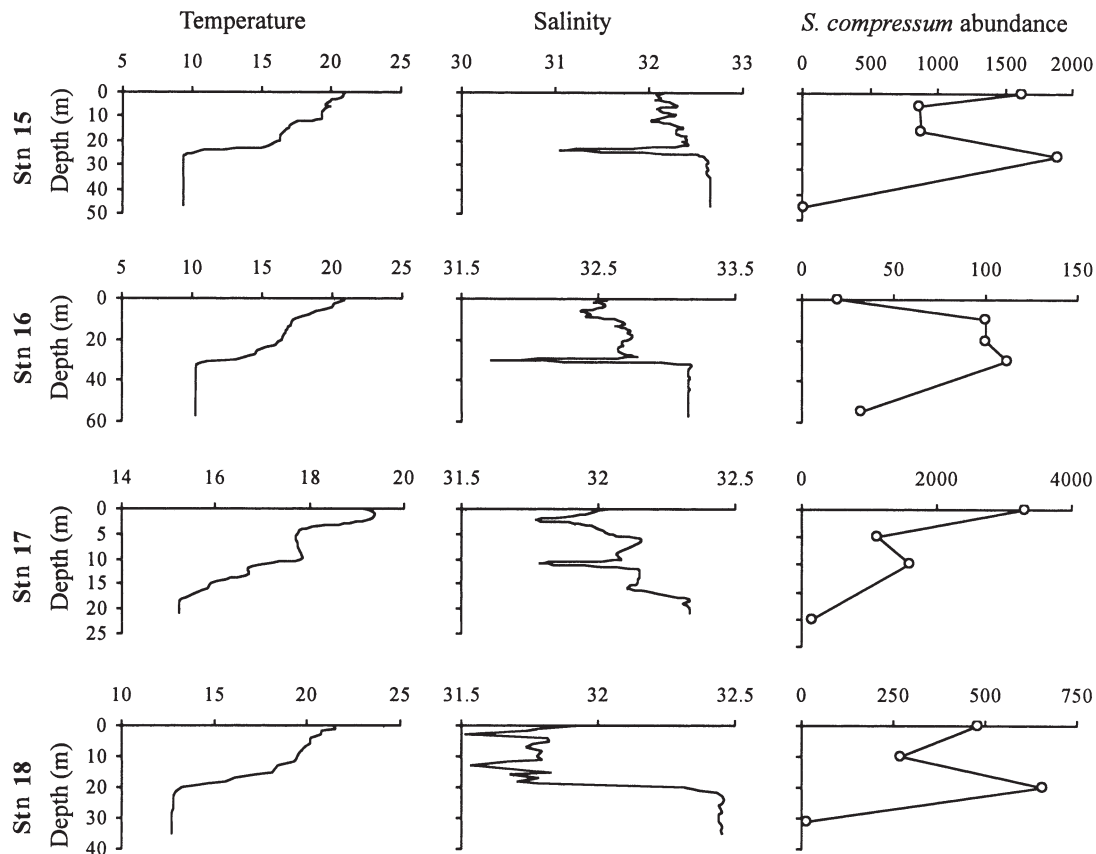 Temperature Salinity S. compressum abundance
5 10 15 20 25 30 31 32 33 0 500 1000 1500 2000
Stn 15
Depth (m)
0
10
20
30
40
50
5 10 15 20 25 31.5 32.5 33.5 0 50 100 150
Stn 16
Depth (m)
0
20
40
60
14 16 18 20 31.5 32 32.5 0 2000 4000
Stn 17
Depth (m)
0
5
10
15
20
25
10 15 20 25 31.5 32 32.5 0 250 500 750
Stn 18
Depth (m)
0
10
20
30
40